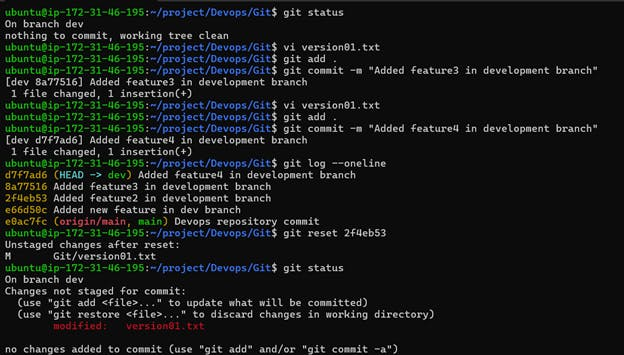 ubuntu@ip-172-31-46-195:~/project/Devops/Git$ git status
On branch dev
nothing to commit, working tree clean
ubuntu@ip-172-31-46-195:~/project/Devops/Git$ vi version01.txt
ubuntu@ip-172-31-46-195:~/project/Devops/Git$ git add .
ubuntu@ip-172-31-46-195:~/project/Devops/Git$ git commit -m "Added feature3 in development branch"
[dev 8a77516] Added feature3 in development branch
 1 file changed, 1 insertion(+)
ubuntu@ip-172-31-46-195:~/project/Devops/Git$ vi version01.txt
ubuntu@ip-172-31-46-195:~/project/Devops/Git$ git add .
ubuntu@ip-172-31-46-195:~/project/Devops/Git$ git commit -m "Added feature4 in development branch"
[dev d7f7ad6] Added feature4 in development branch
 1 file changed, 1 insertion(+)
ubuntu@ip-172-31-46-195:~/project/Devops/Git$ git log --oneline
d7f7ad6 (HEAD -> dev) Added feature4 in development branch
8a77516 Added feature3 in development branch
2f4eb53 Added feature2 in development branch
e66d50c Added new feature in dev branch
e0ac7fc (origin/main, main) Devops repository commit
ubuntu@ip-172-31-46-195:~/project/Devops/Git$ git reset 2f4eb53
Unstaged changes after reset:
M       Git/version01.txt
ubuntu@ip-172-31-46-195:~/project/Devops/Git$ git status
On branch dev
Changes not staged for commit:
  (use "git add <file>..." to update what will be committed)
  (use "git restore <file>..." to discard changes in working directory)
        modified:   version01.txt

no changes added to commit (use "git add" and/or "git commit -a")